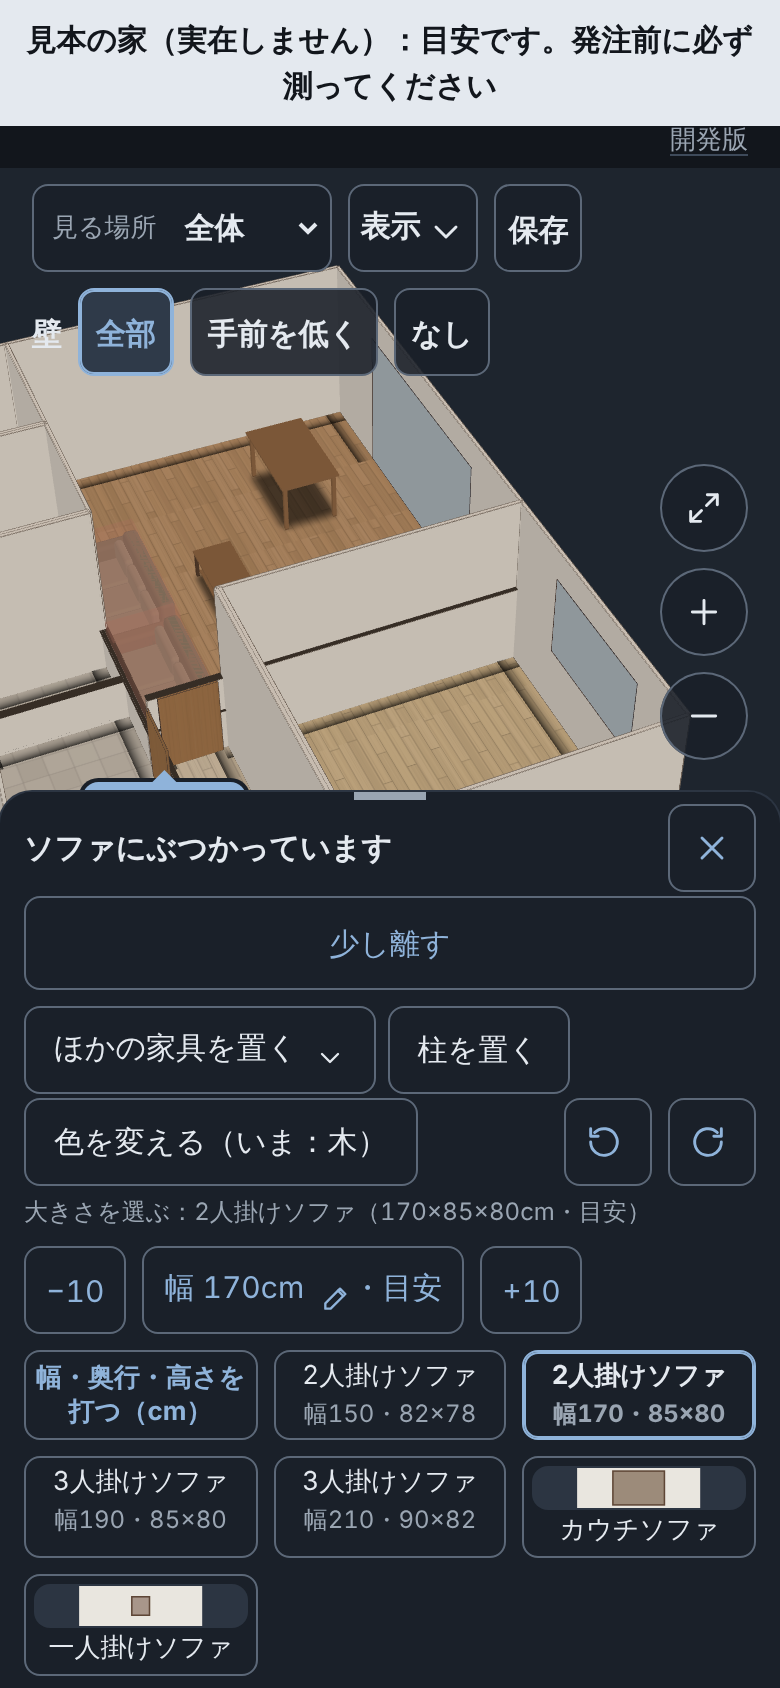 見本の家（実在しません）：目安です。発注前に必ず
測ってください
開発版
見る場所 全体
表示
保存
壁
全部
手前を低く
なし
ソファにぶつかっています
少し離す
ほかの家具を置く
柱を置く
色を変える（いま：木）
大きさを選ぶ：2人掛けソファ（170×85×80cm・目安）
−10
幅 170cm ・目安
+10
幅・奥行・高さを
打つ（cm）
2人掛けソファ
幅150・82×78
2人掛けソファ
幅170・85×80
3人掛けソファ
幅190・85×80
3人掛けソファ
幅210・90×82
カウチソファ
一人掛けソファ